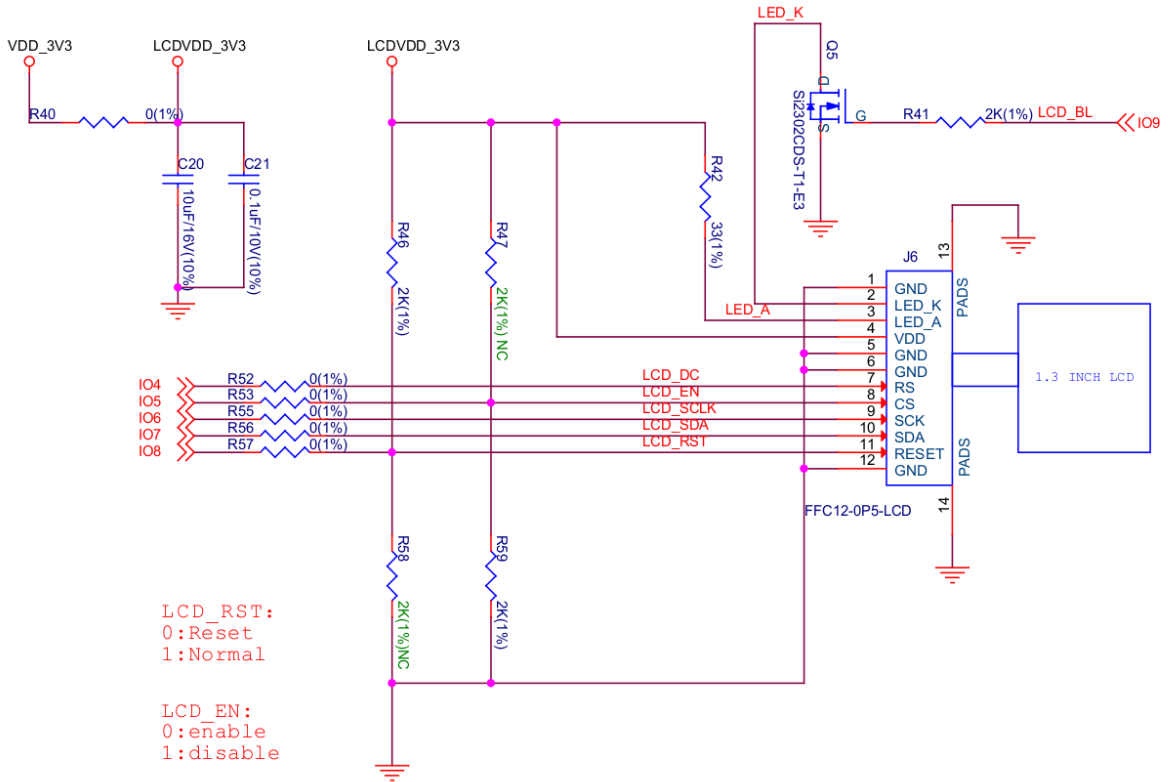 LED_K
VDD_3V3
LCDVDD_3V3
LCDVDD_3V3
Q5
D
S
G
Si2302CDS-T1-E3
R41
2K(1%)
LCD_BL
IO9
R40
0(1%)
C20
10uF/16V(10%)
C21
0.1uF/10V(10%)
R46
2K(1%)
R47
2K(1%) NC
R42
33(1%)
LED_A
J6
13
PADS
1 GND
2 LED_K
3 LED_A
4 VDD
5 GND
6 GND
7 RS
8 CS
9 SCK
10 SDA
11 RESET
12 GND
PADS
14
FFC12-0P5-LCD
1.3 INCH LCD
IO4 R52 0(1%) LCD_DC
IO5 R53 0(1%) LCD_EN
IO6 R55 0(1%) LCD_SCLK
IO7 R56 0(1%) LCD_SDA
IO8 R57 0(1%) LCD_RST
R58
2K(1%)NC
R59
2K(1%)
LCD_RST:
0:Reset
1:Normal
LCD_EN:
0:enable
1:disable